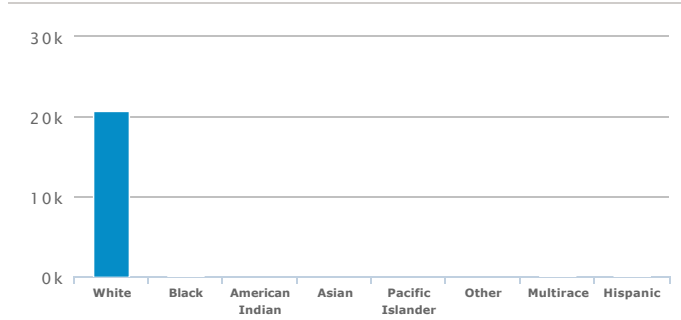 30k
20k
10k
0k
White Black American Asian Pacific Other Multirace Hispanic
Indian Islander